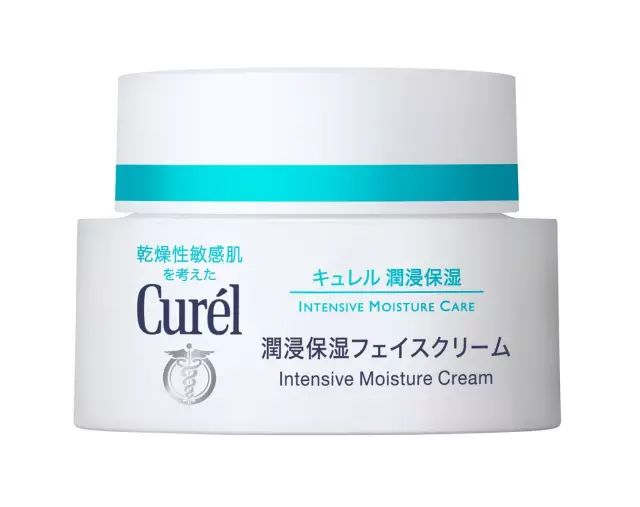 乾燥性敏感肌
を考えた
Curél
キュレル 潤浸保湿
INTENSIVE MOISTURE CARE
潤浸保湿フェイスクリーム
Intensive Moisture Cream